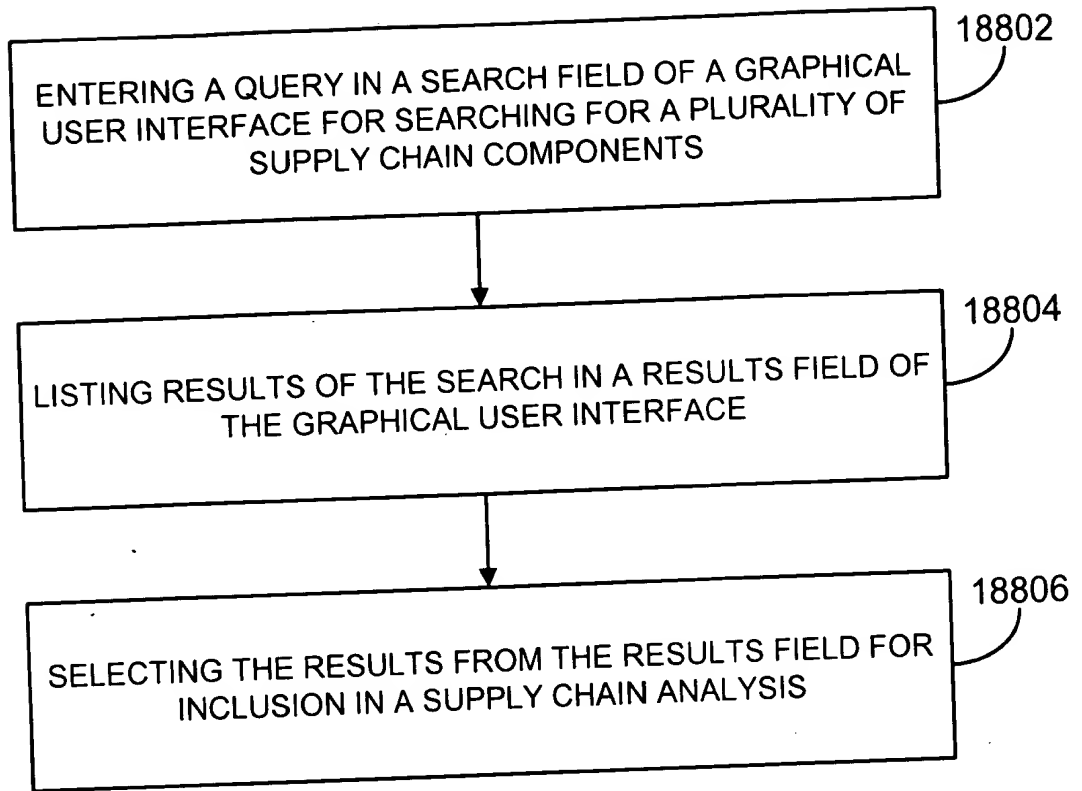 18802
ENTERING A QUERY IN A SEARCH FIELD OF A GRAPHICAL
USER INTERFACE FOR SEARCHING FOR A PLURALITY OF
SUPPLY CHAIN COMPONENTS
18804
LISTING RESULTS OF THE SEARCH IN A RESULTS FIELD OF
THE GRAPHICAL USER INTERFACE
18806
SELECTING THE RESULTS FROM THE RESULTS FIELD FOR
INCLUSION IN A SUPPLY CHAIN ANALYSIS